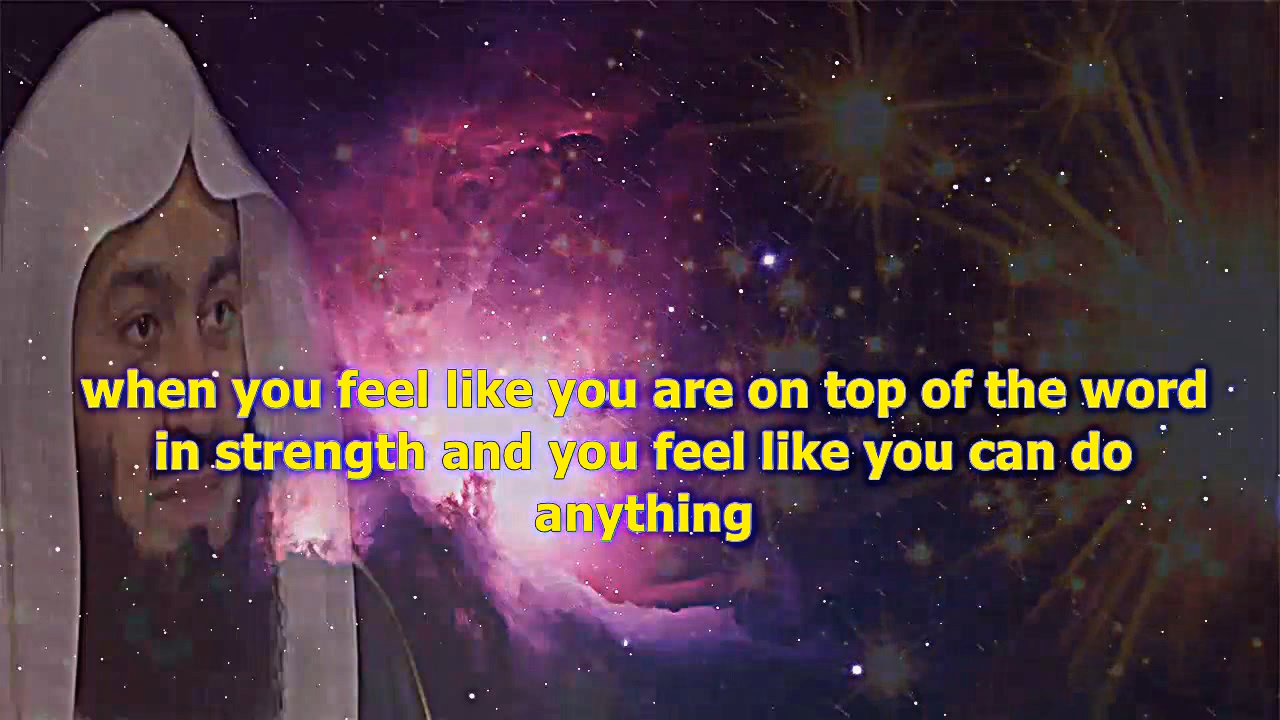 when you feel like you are on top of the word
in strength and you feel like you can do
anything